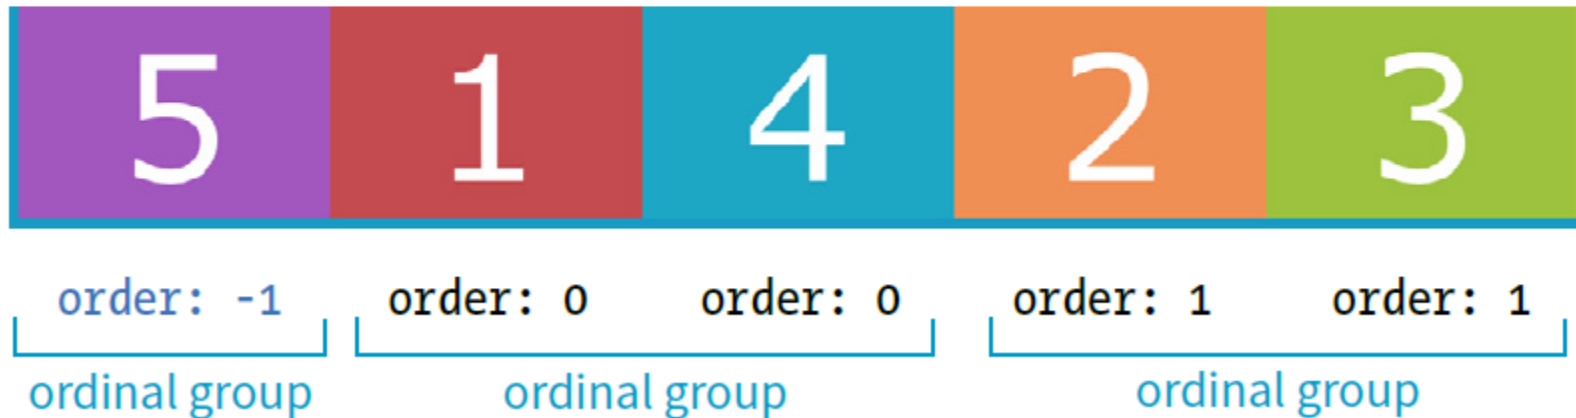 5 1 4 2 3
order: -1 order: 0 order: 0 order: 1 order: 1
ordinal group ordinal group ordinal group